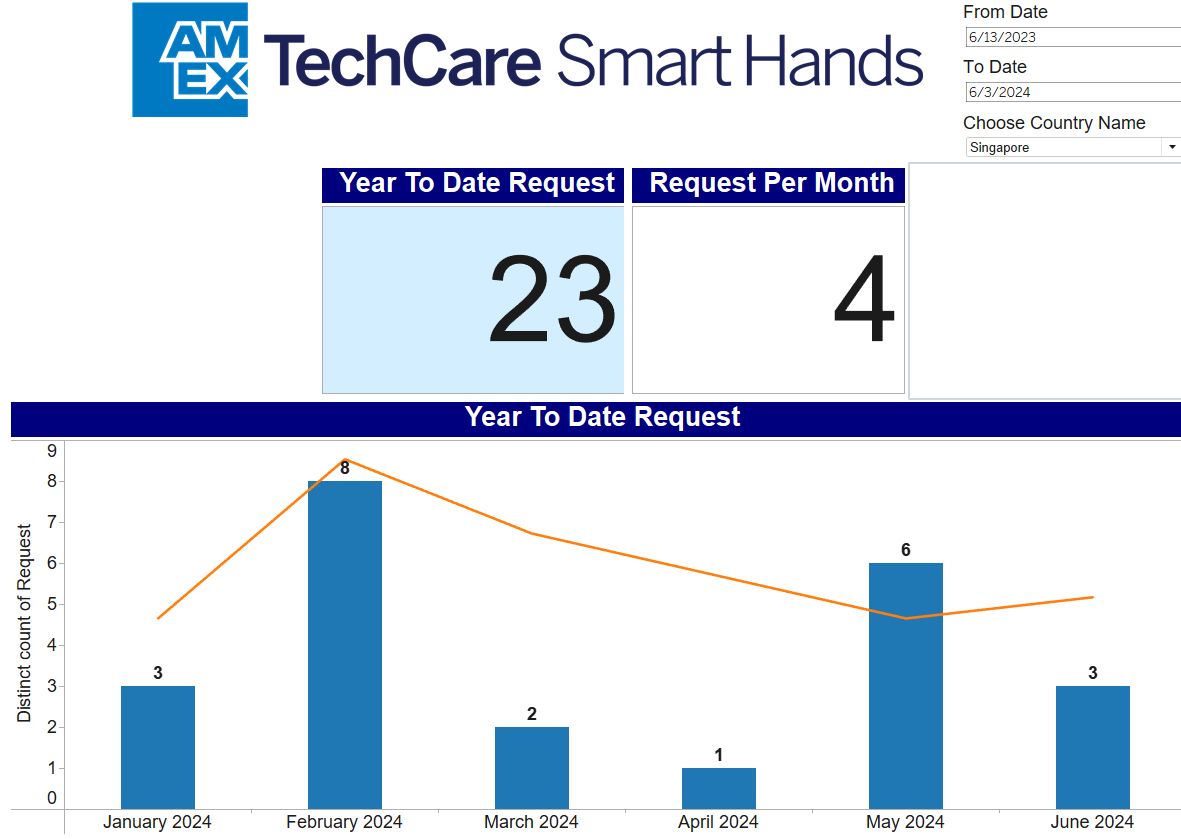 AM
EX
TechCare Smart Hands
From Date
6/13/2023
To Date
6/3/2024
Choose Country Name
Singapore
Year To Date Request
Request Per Month
23
4
Year To Date Request
Distinct count of Request
9
8
7
6
5
4
3
2
1
0
3
8
2
1
6
3
January 2024
February 2024
March 2024
April 2024
May 2024
June 2024